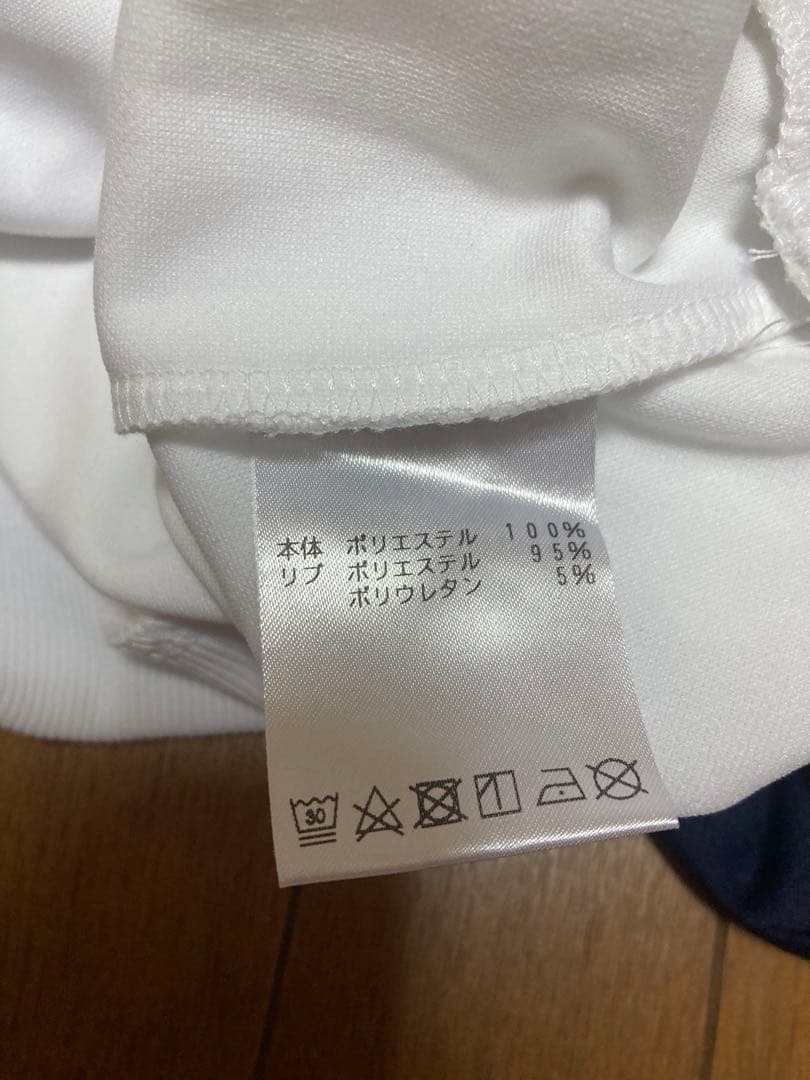 本体 ポリエステル 100%
リブ ポリエステル 95%
ポリウレタン 5%
30